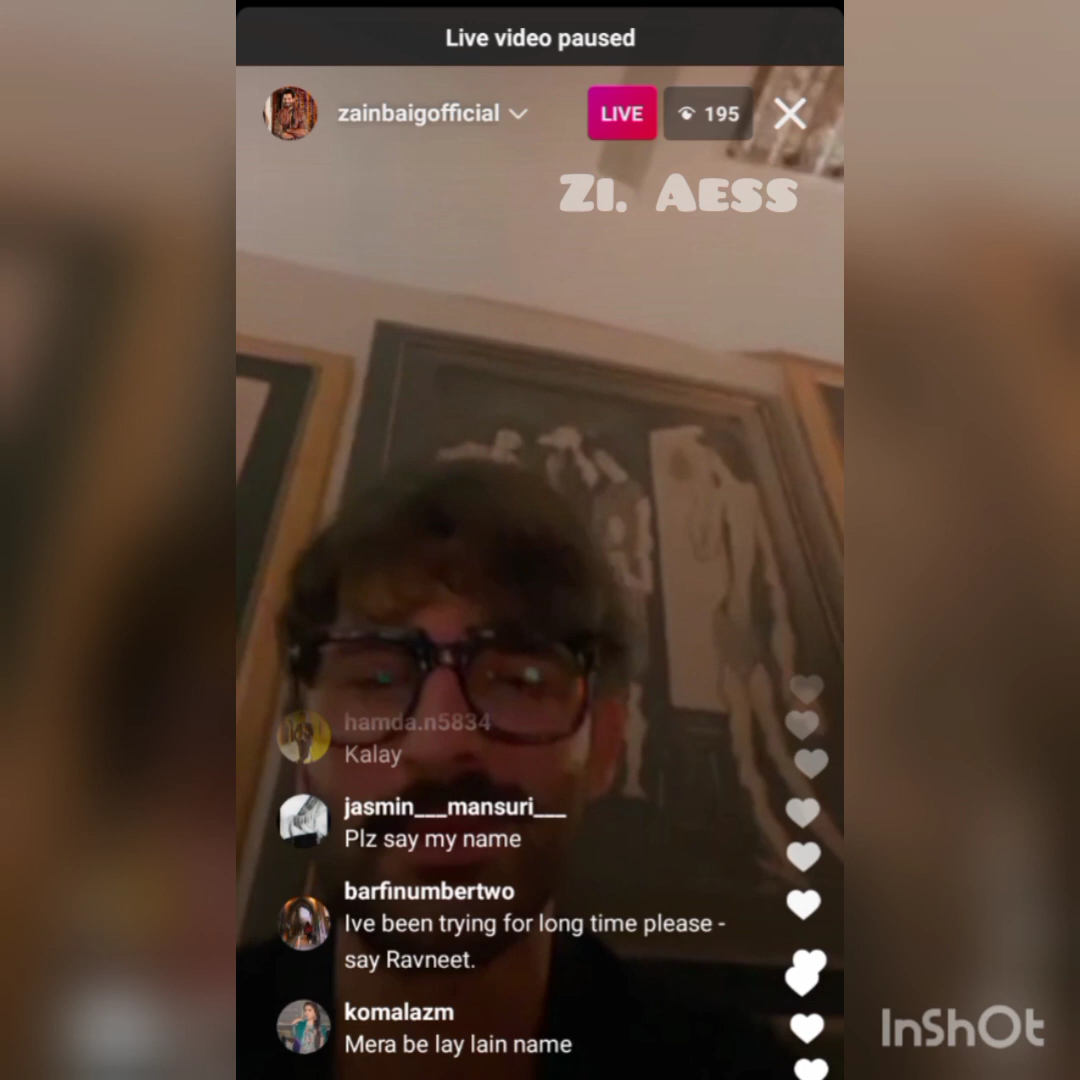 Live video paused
zainbaigofficial
LIVE
195
ZI. AESS
hamda.n5834
Kalay
jasmin___mansuri___
Plz say my name
barfinumbertwo
Ive been trying for long time please -
say Ravneet.
komalazm
Mera be lay lain name
InShOt